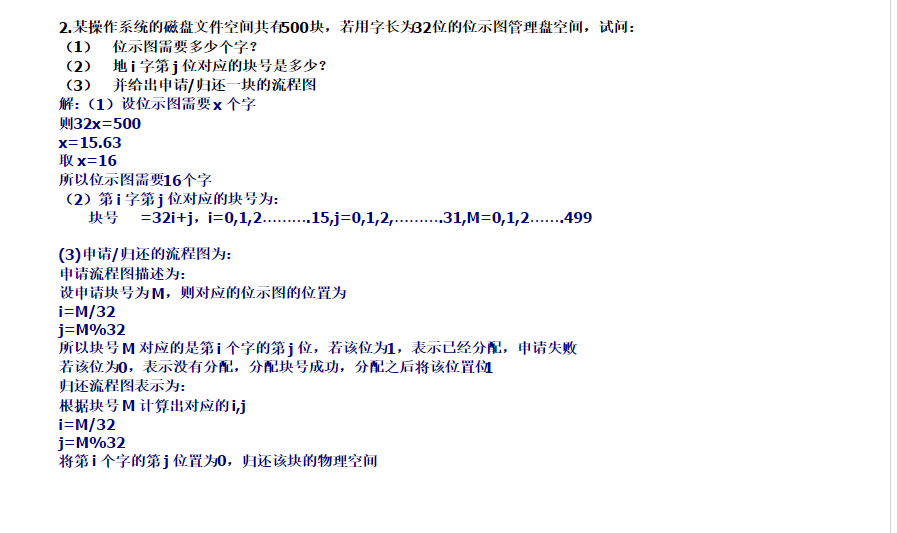 2.某操作系统的磁盘文件空间共有500块，若用字长为32位的位示图管理盘空间，试问：
（1） 位示图需要多少个字？
（2） 地 i 字第 j 位对应的块号是多少？
（3） 并给出申请/归还一块的流程图
解：（1）设位示图需要 x 个字
则32x=500
x=15.63
取 x=16
所以位示图需要16个字
（2）第 i 字第 j 位对应的块号为：
块号 =32i+j，i=0,1,2……….15,j=0,1,2,……….31,M=0,1,2…….499
(3)申请/归还的流程图为：
申请流程图描述为：
设申请块号为 M，则对应的位示图的位置为
i=M/32
j=M%32
所以块号 M 对应的是第 i 个字的第 j 位，若该位为1，表示已经分配，申请失败
若该位为0，表示没有分配，分配块号成功，分配之后将该位置位1
归还流程图表示为：
根据块号 M 计算出对应的 i,j
i=M/32
j=M%32
将第 i 个字的第 j 位置为0，归还该块的物理空间